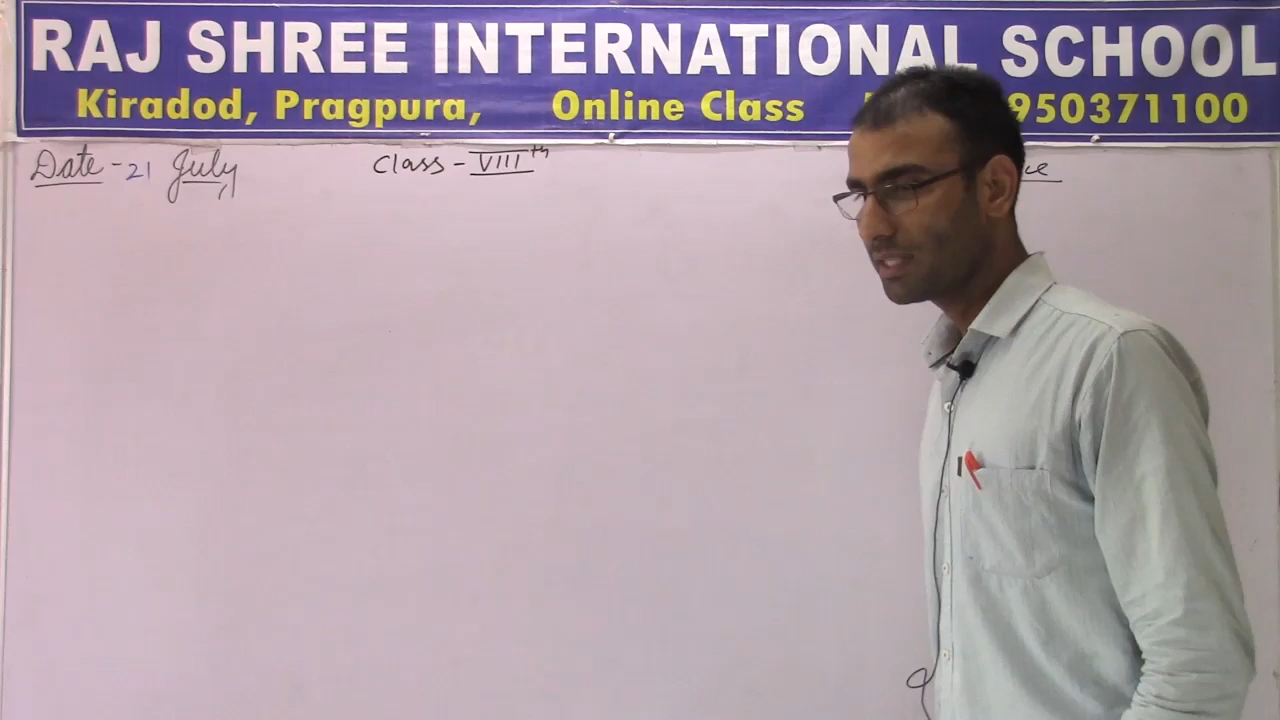 RAJ SHREE INTERNATIONAL SCHOOL
Kiradod, Pragpura, Online Class 950371100
Date - 21 July Class - VIIIth